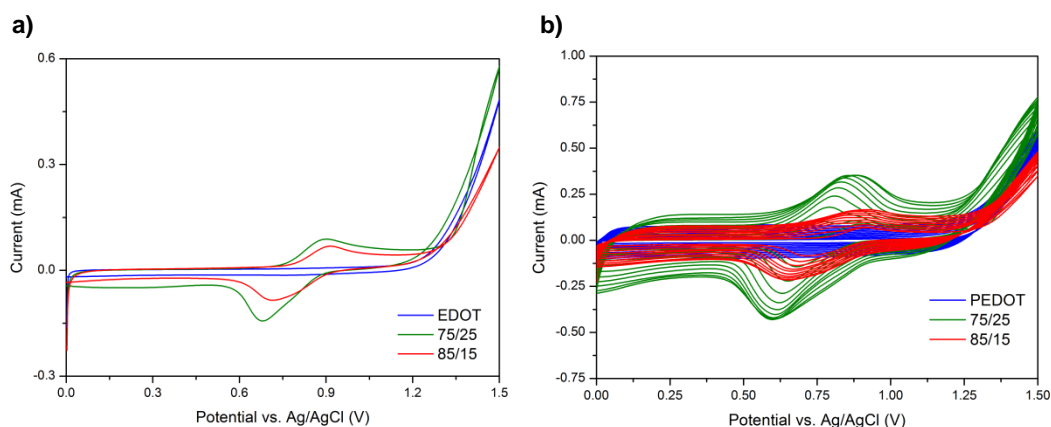 a)
0.6
0.3
0.0
-0.3
Current (mA)
0.0 0.3 0.6 0.9 1.2 1.5
Potential vs. Ag/AgCl (V)
EDOT
75/25
85/15
b)
1.00
0.75
0.50
0.25
0.00
-0.25
-0.50
-0.75
Current (mA)
0.00 0.25 0.50 0.75 1.00 1.25 1.50
Potential vs. Ag/AgCl (V)
PEDOT
75/25
85/15